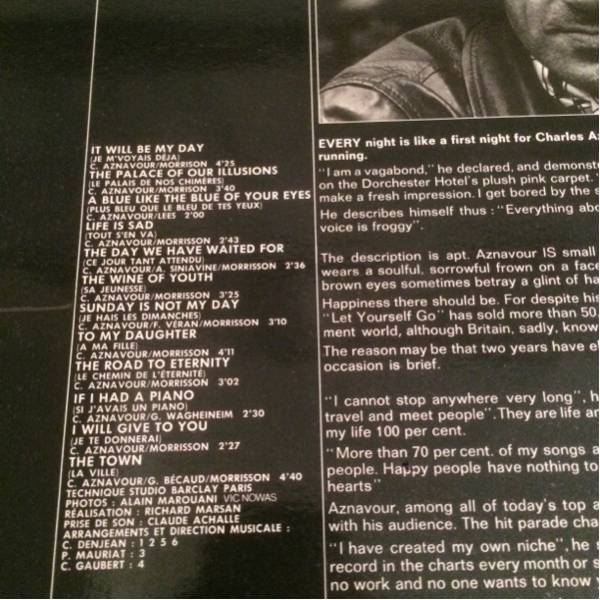 IT WILL BE MY DAY
(JE M'VOYAIS DÉJA)
C. AZNAVOUR/MORRISON 4'25
THE PALACE OF OUR ILLUSIONS
(LE PALAIS DE NOS CHIMÈRES)
C. AZNAVOUR/MORRISSON 3'40
A BLUE LIKE THE BLUE OF YOUR EYES
(PLUS BLEU QUE LE BLEU DE TES YEUX)
C. AZNAVOUR/LEES 2'00
LIFE IS SAD
(TOUT S'EN VA)
C. AZNAVOUR/MORRISSON 2'43
THE DAY WE HAVE WAITED FOR
(CE JOUR TANT ATTENDU)
C. AZNAVOUR/A. SINIAVINE/MORRISSON 2'36
THE WINE OF YOUTH
(SA JEUNESSE)
C. AZNAVOUR/MORRISSON 3'25
SUNDAY IS NOT MY DAY
(JE HAIS LES DIMANCHES)
C. AZNAVOUR/F. VÉRAN/MORRISSON 3'10
TO MY DAUGHTER
(A MA FILLE)
C. AZNAVOUR/MORRISSON 4'11
THE ROAD TO ETERNITY
(LE CHEMIN DE L'ÉTERNITÉ)
C. AZNAVOUR/MORRISSON 3'02
IF I HAD A PIANO
(SI J'AVAIS UN PIANO)
C. AZNAVOUR/G. WAGHEINEIM 2'30
I WILL GIVE TO YOU
(JE TE DONNERAI)
C. AZNAVOUR/MORRISSON 2'27
THE TOWN
(LA VILLE)
C. AZNAVOUR/G. BÉCAUD/MORRISSON 4'40
TECHNIQUE STUDIO BARCLAY PARIS
PHOTOS : ALAIN MAROUANI VIC NOWAS
RÉALISATION : RICHARD MARSAN
PRISE DE SON : CLAUDE ACHALLE
ARRANGEMENTS ET DIRECTION MUSICALE :
C. DENJEAN : 1 2 5 6
P. MAURIAT : 3
C. GAUBERT : 4
EVERY night is like a first night for Charles
running.
"I am a vagabond," he declared, and
on the Dorchester Hotel's plush pink carpet.
make a fresh impression. I get bored by the
He describes himself thus : "Everything
voice is froggy".
The description is apt. Aznavour IS small
wears a soulful, sorrowful frown on a
brown eyes sometimes betray a glint of
Happiness there should be. For despite
"Let Yourself Go" has sold more than 50,
ment world, although Britain, sadly,
The reason may be that two years have
occasion is brief.
"I cannot stop anywhere very long",
travel and meet people". They are life
my life 100 per cent.
"More than 70 per cent. of my songs
people. Happy people have nothing to
hearts"
Aznavour, among all of today's top
with his audience. The hit parade
"I have created my own niche", he
record in the charts every month or
no work and no one wants to know